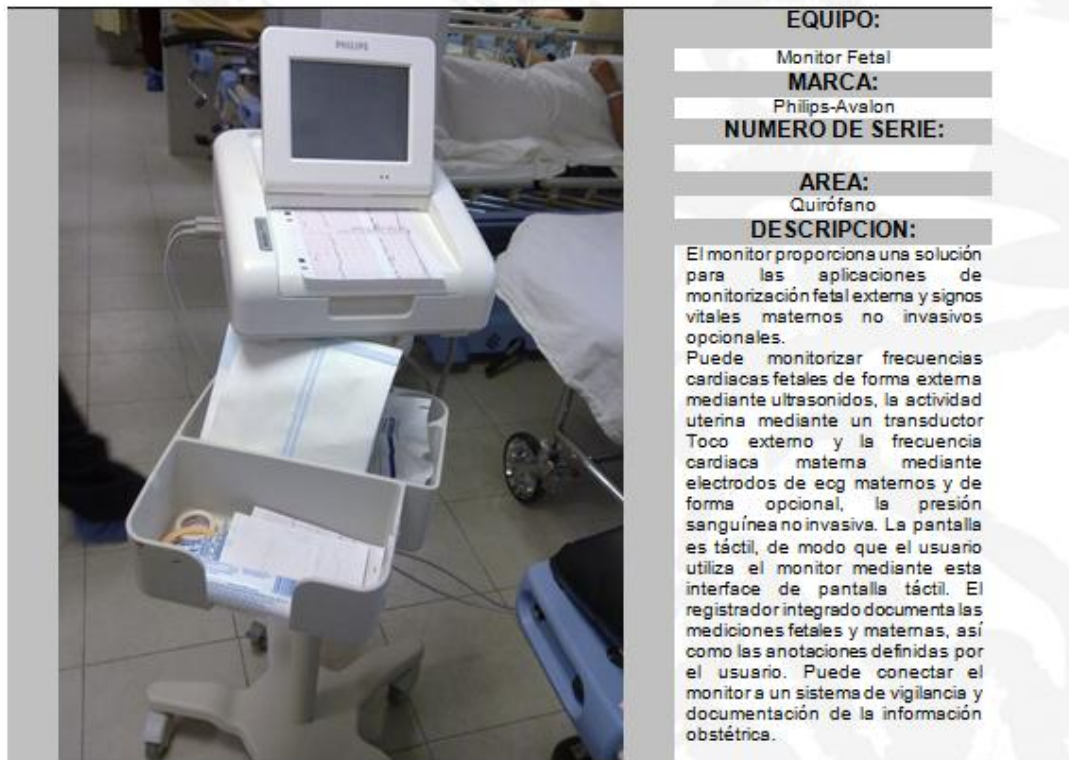 PHILIPS
EQUIPO:
Monitor Fetal
MARCA:
Philips-Avalon
NUMERO DE SERIE:
AREA:
Quirófano
DESCRIPCION:
El monitor proporciona una solución
para las aplicaciones de
monitorización fetal externa y signos
vitales maternos no invasivos
opcionales.
Puede monitorizar frecuencias
cardiacas fetales de forma externa
mediante ultrasonidos, la actividad
uterina mediante un transductor
Toco externo y la frecuencia
cardiaca materna mediante
electrodos de ecg maternos y de
forma opcional, la presión
sanguínea no invasiva. La pantalla
es táctil, de modo que el usuario
utiliza el monitor mediante esta
interface de pantalla táctil. El
registrador integrado documenta las
mediciones fetales y maternas, así
como las anotaciones definidas por
el usuario. Puede conectar el
monitor a un sistema de vigilancia y
documentación de la información
obstétrica.